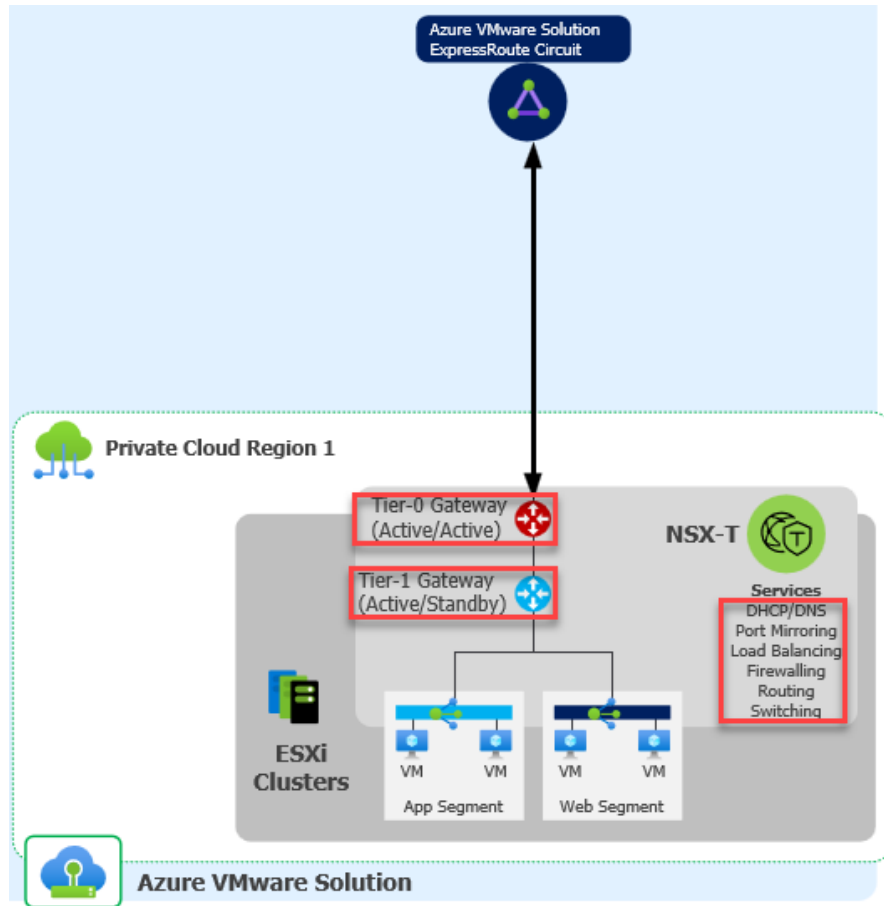 Azure VMware Solution
ExpressRoute Circuit
Private Cloud Region 1
Tier-0 Gateway
(Active/Active)
NSX-T
T
Tier-1 Gateway
(Active/Standby)
Services
DHCP/DNS
Port Mirroring
Load Balancing
Firewalling
Routing
Switching
ESXi
Clusters
VM
VM
VM
VM
App Segment
Web Segment
Azure VMware Solution